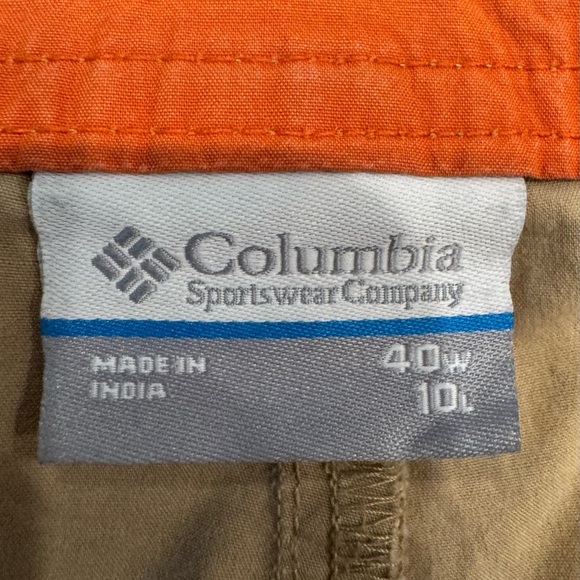 Columbia
Sportswear Company
MADE IN
INDIA
40W
10L